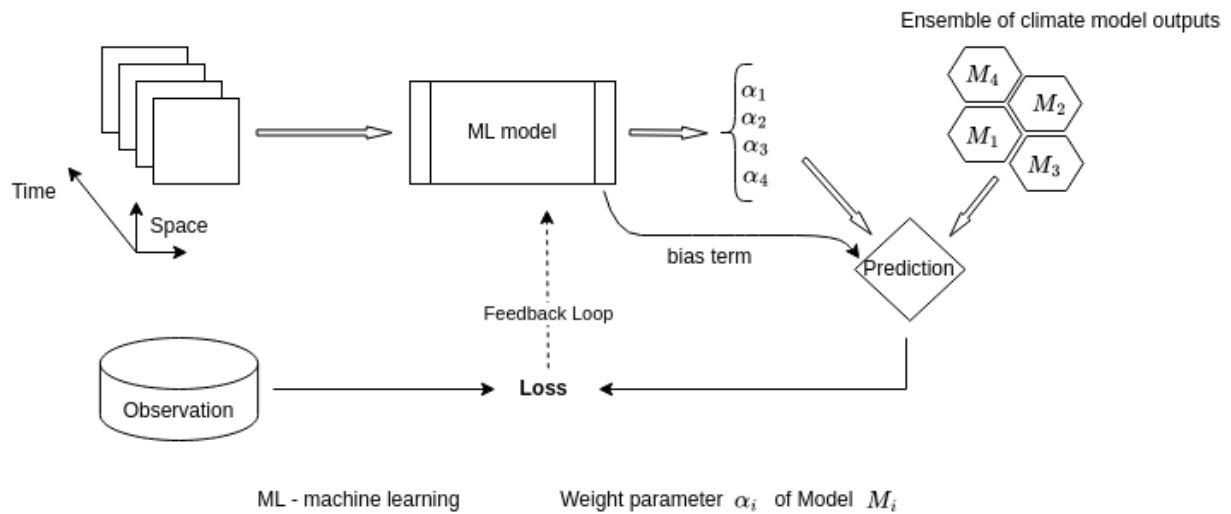 Ensemble of climate model outputs
M₄
M₂
M₁
M₃
ML model
α₁
α₂
α₃
α₄
Time
Space
bias term
Prediction
Feedback Loop
Observation
Loss
ML - machine learning
Weight parameter αᵢ of Model Mᵢ